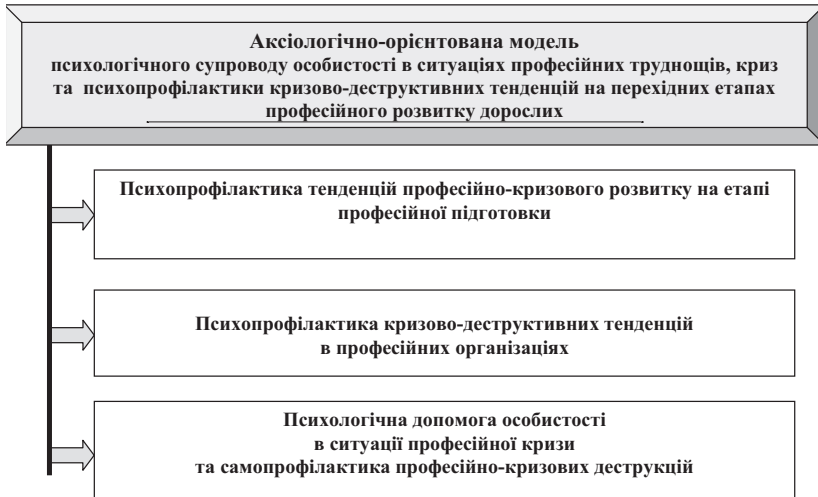 Аксіологічно-орієнтована модель
психологічного супроводу особистості в ситуаціях професійних труднощів, криз
та психопрофілактики кризово-деструктивних тенденцій на перехідних етапах
професійного розвитку дорослих
Психопрофілактика тенденцій професійно-кризового розвитку на етапі
професійної підготовки
Психопрофілактика кризово-деструктивних тенденцій
в професійних організаціях
Психологічна допомога особистості
в ситуації професійної кризи
та самопрофілактика професійно-кризових деструкцій